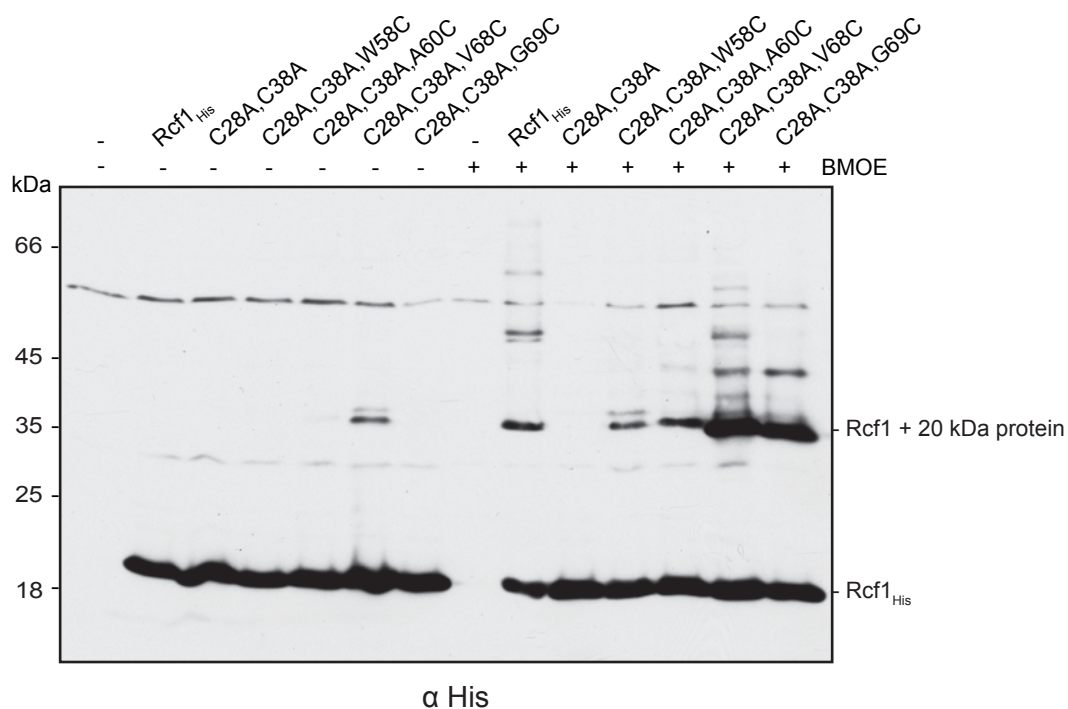 - Rcf1His C28A,C38A C28A,C38A,W58C C28A,C38A,A60C C28A,C38A,V68C C28A,C38A,G69C - Rcf1His C28A,C38A C28A,C38A,W58C C28A,C38A,A60C C28A,C38A,V68C C28A,C38A,G69C
- - - - - - - + + + + + + + BMOE
kDa
66
45
35 Rcf1 + 20 kDa protein
25
18 Rcf1His
α His